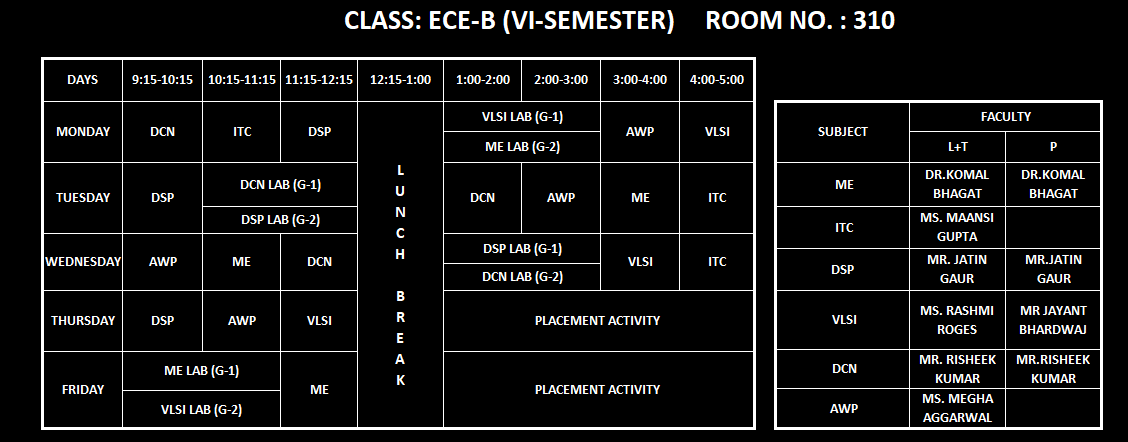 CLASS: ECE-B (VI-SEMESTER) ROOM NO. : 310
DAYS 9:15-10:15 10:15-11:15 11:15-12:15 12:15-1:00 1:00-2:00 2:00-3:00 3:00-4:00 4:00-5:00
MONDAY DCN ITC DSP VLSI LAB (G-1) AWP VLSI
ME LAB (G-2)
TUESDAY DSP DCN LAB (G-1) DCN AWP ME ITC
DSP LAB (G-2)
WEDNESDAY AWP ME DCN DSP LAB (G-1) VLSI ITC
DCN LAB (G-2)
THURSDAY DSP AWP VLSI PLACEMENT ACTIVITY
FRIDAY ME LAB (G-1) ME PLACEMENT ACTIVITY
VLSI LAB (G-2)
L
U
N
C
H
B
R
E
A
K
SUBJECT FACULTY
L+T P
ME DR.KOMAL BHAGAT DR.KOMAL BHAGAT
ITC MS. MAANSI GUPTA
DSP MR. JATIN GAUR MR.JATIN GAUR
VLSI MS. RASHMI ROGES MR JAYANT BHARDWAJ
DCN MR. RISHEEK KUMAR MR.RISHEEK KUMAR
AWP MS. MEGHA AGGARWAL